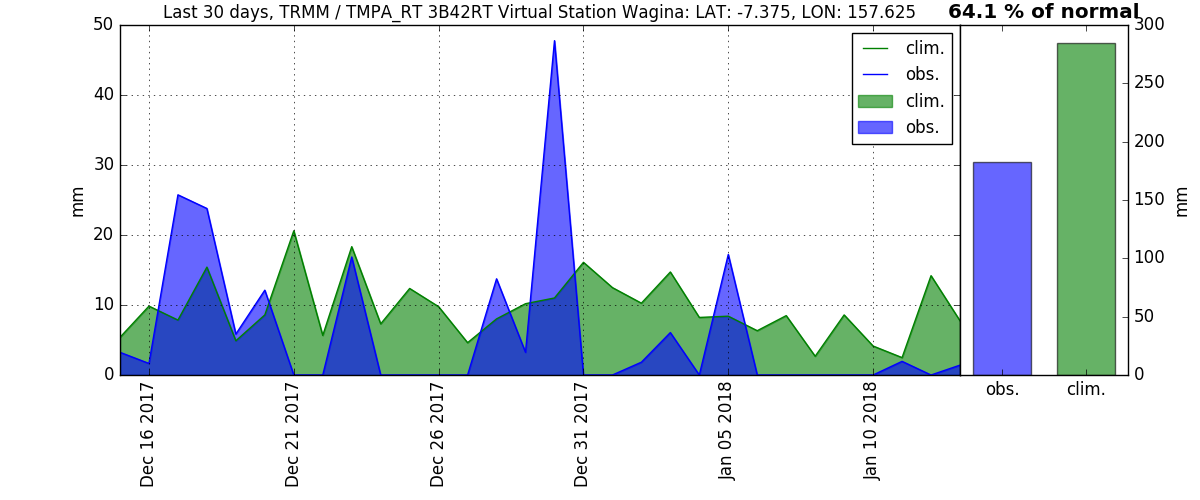 Last 30 days, TRMM / TMPA_RT 3B42RT Virtual Station Wagina: LAT: -7.375, LON: 157.625
64.1 % of normal
50
40
30
20
10
0
mm
clim.
obs.
clim.
obs.
300
250
200
150
100
50
0
mm
Dec 16 2017
Dec 21 2017
Dec 26 2017
Dec 31 2017
Jan 05 2018
Jan 10 2018
obs.
clim.